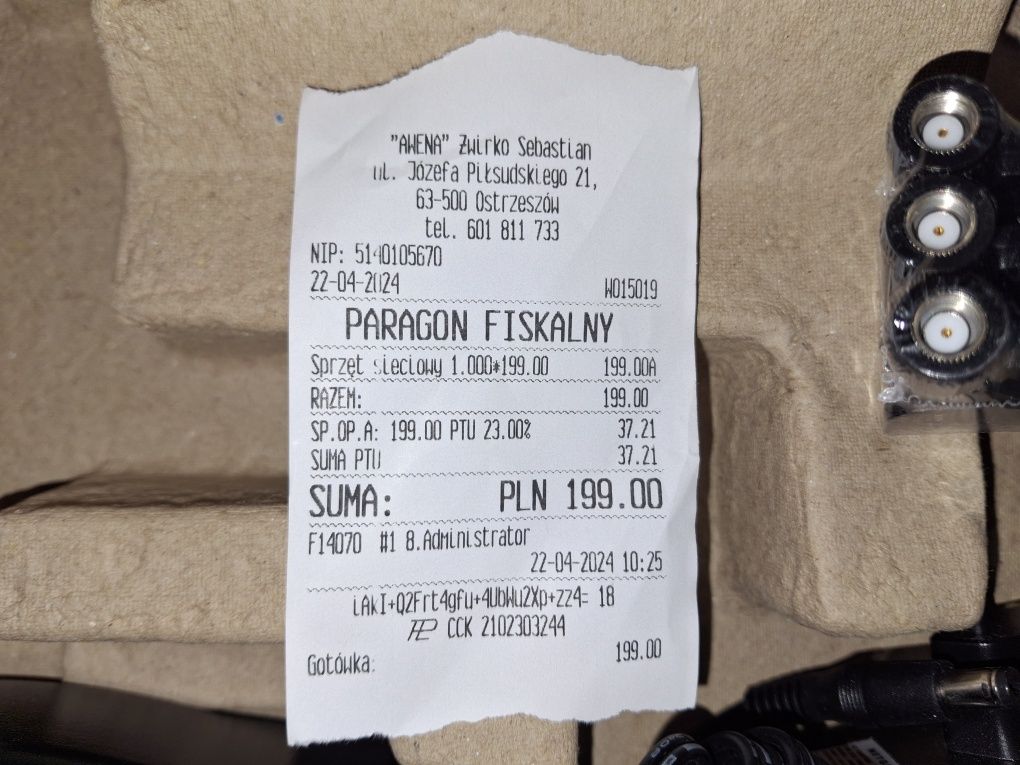 "AWENA" Żwirko Sebastian
ul. Józefa Piłsudskiego 21,
63-500 Ostrzeszów
tel. 601 811 733
NIP: 5140105670
22-04-2024 W015019
PARAGON FISKALNY
Sprzęt sieciowy 1.000*199.00 199.00A
RAZEM: 199.00
SP.OP.A: 199.00 PTU 23.00% 37.21
SUMA PTU 37.21
SUMA: PLN 199.00
F14070 #1 8.Administrator
22-04-2024 10:25
iAkI+Q2Frt4gfu+4UbWu2Xp+zz4= 18
CCK 2102303244
Gotówka: 199.00